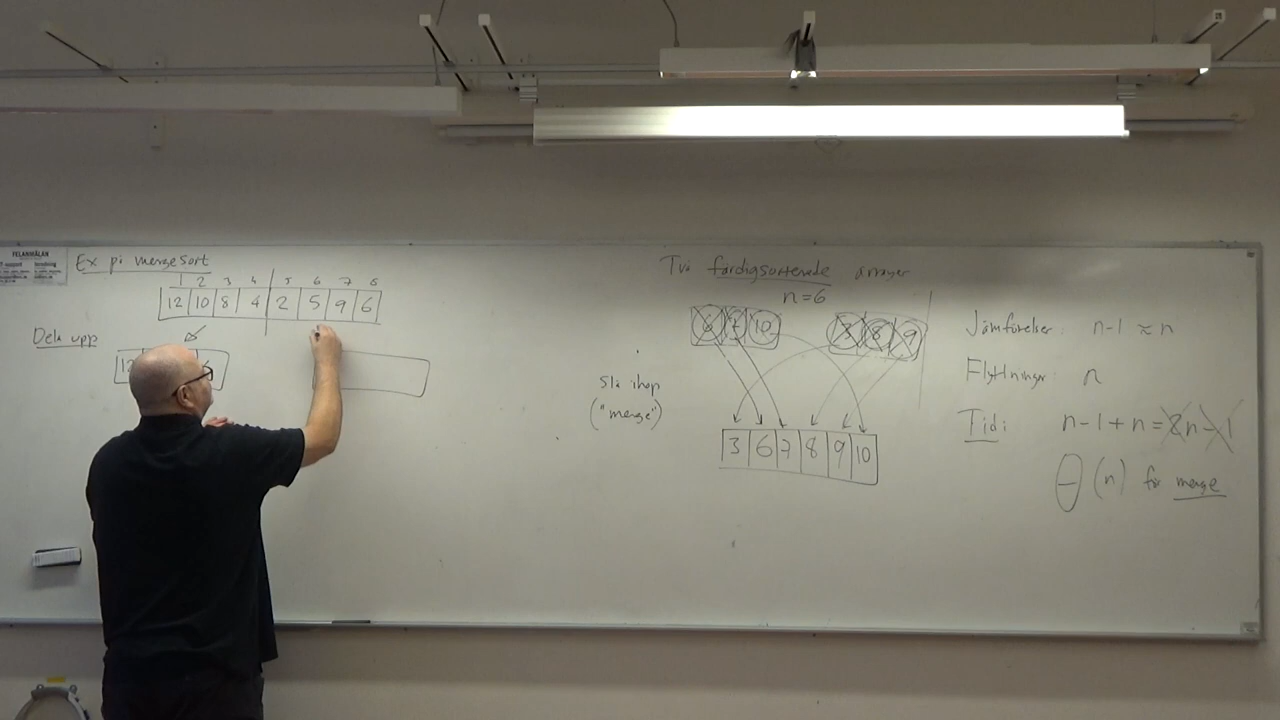 FELANMÄLAN
Ex på mergeSort
1 2 3 4 5 6 7 8
12 10 8 4 2 5 9 6
Dela upp
12
Två färdigsorterade arrayer
n=6
6 7 10
3 8 9
Slå ihop
("merge")
3 6 7 8 9 10
Jämförelser: n-1 ≈ n
Flyttningar: n
Tid: n-1+n=2n-1
Θ(n) för merge